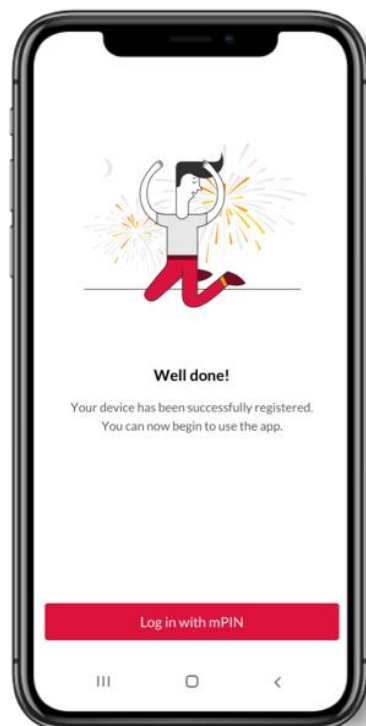 Well done!
Your device has been successfully registered.
You can now begin to use the app.
Log in with mPIN